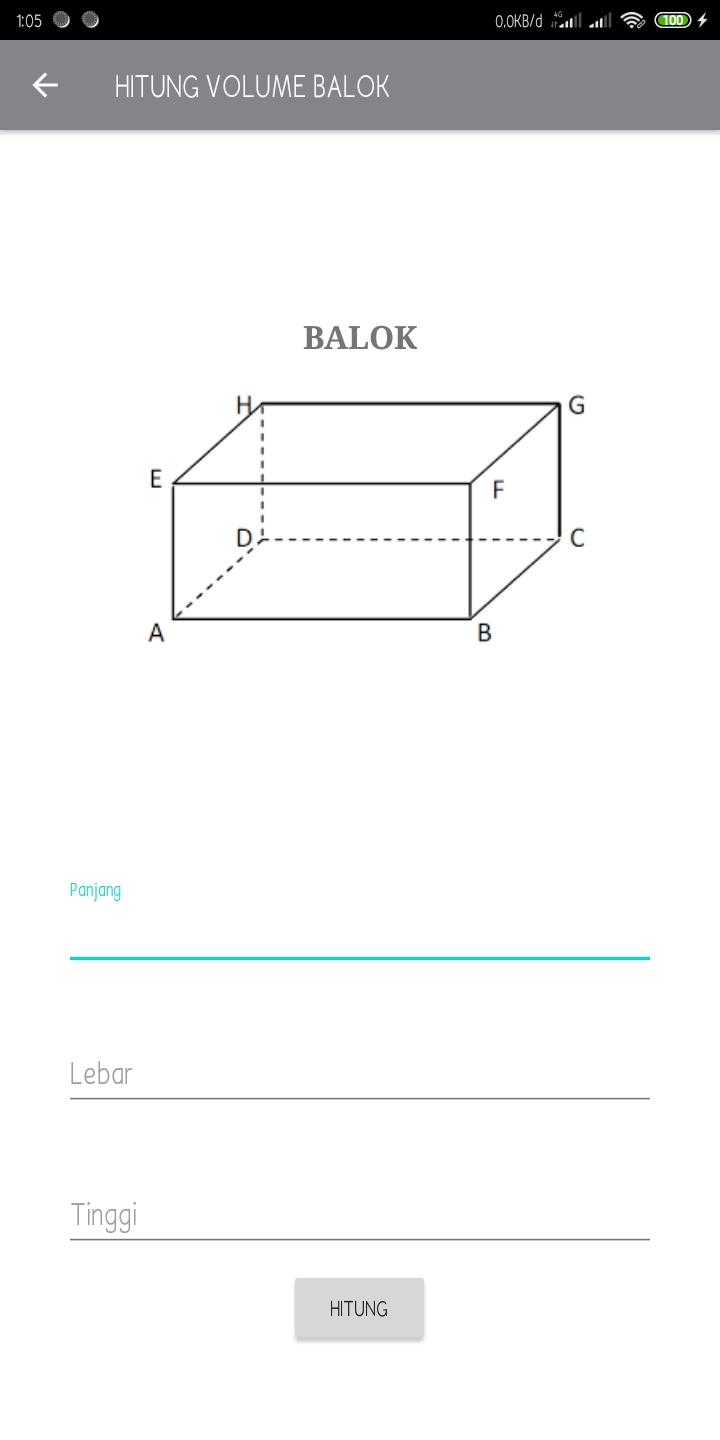 1:05 0.0KB/d 4G 100
HITUNG VOLUME BALOK
BALOK
H G
E F
D C
A B
Panjang
Lebar
Tinggi
HITUNG